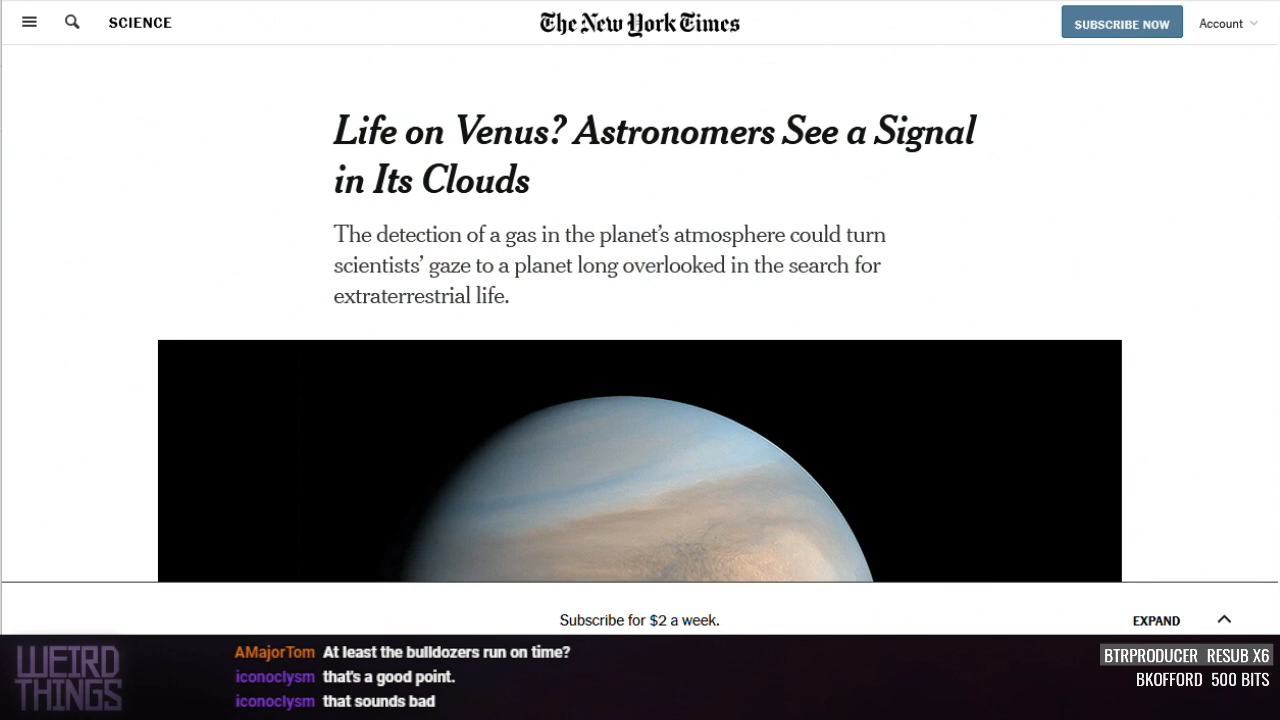 SCIENCE
The New York Times
SUBSCRIBE NOW
Account
Life on Venus? Astronomers See a Signal
in Its Clouds
The detection of a gas in the planet's atmosphere could turn
scientists' gaze to a planet long overlooked in the search for
extraterrestrial life.
Subscribe for $2 a week.
EXPAND
WEIRD
THINGS
AMajorTom At least the bulldozers run on time?
iconoclysm that's a good point.
iconoclysm that sounds bad
BTRPRODUCER RESUB X6
BKOFFORD 500 BITS